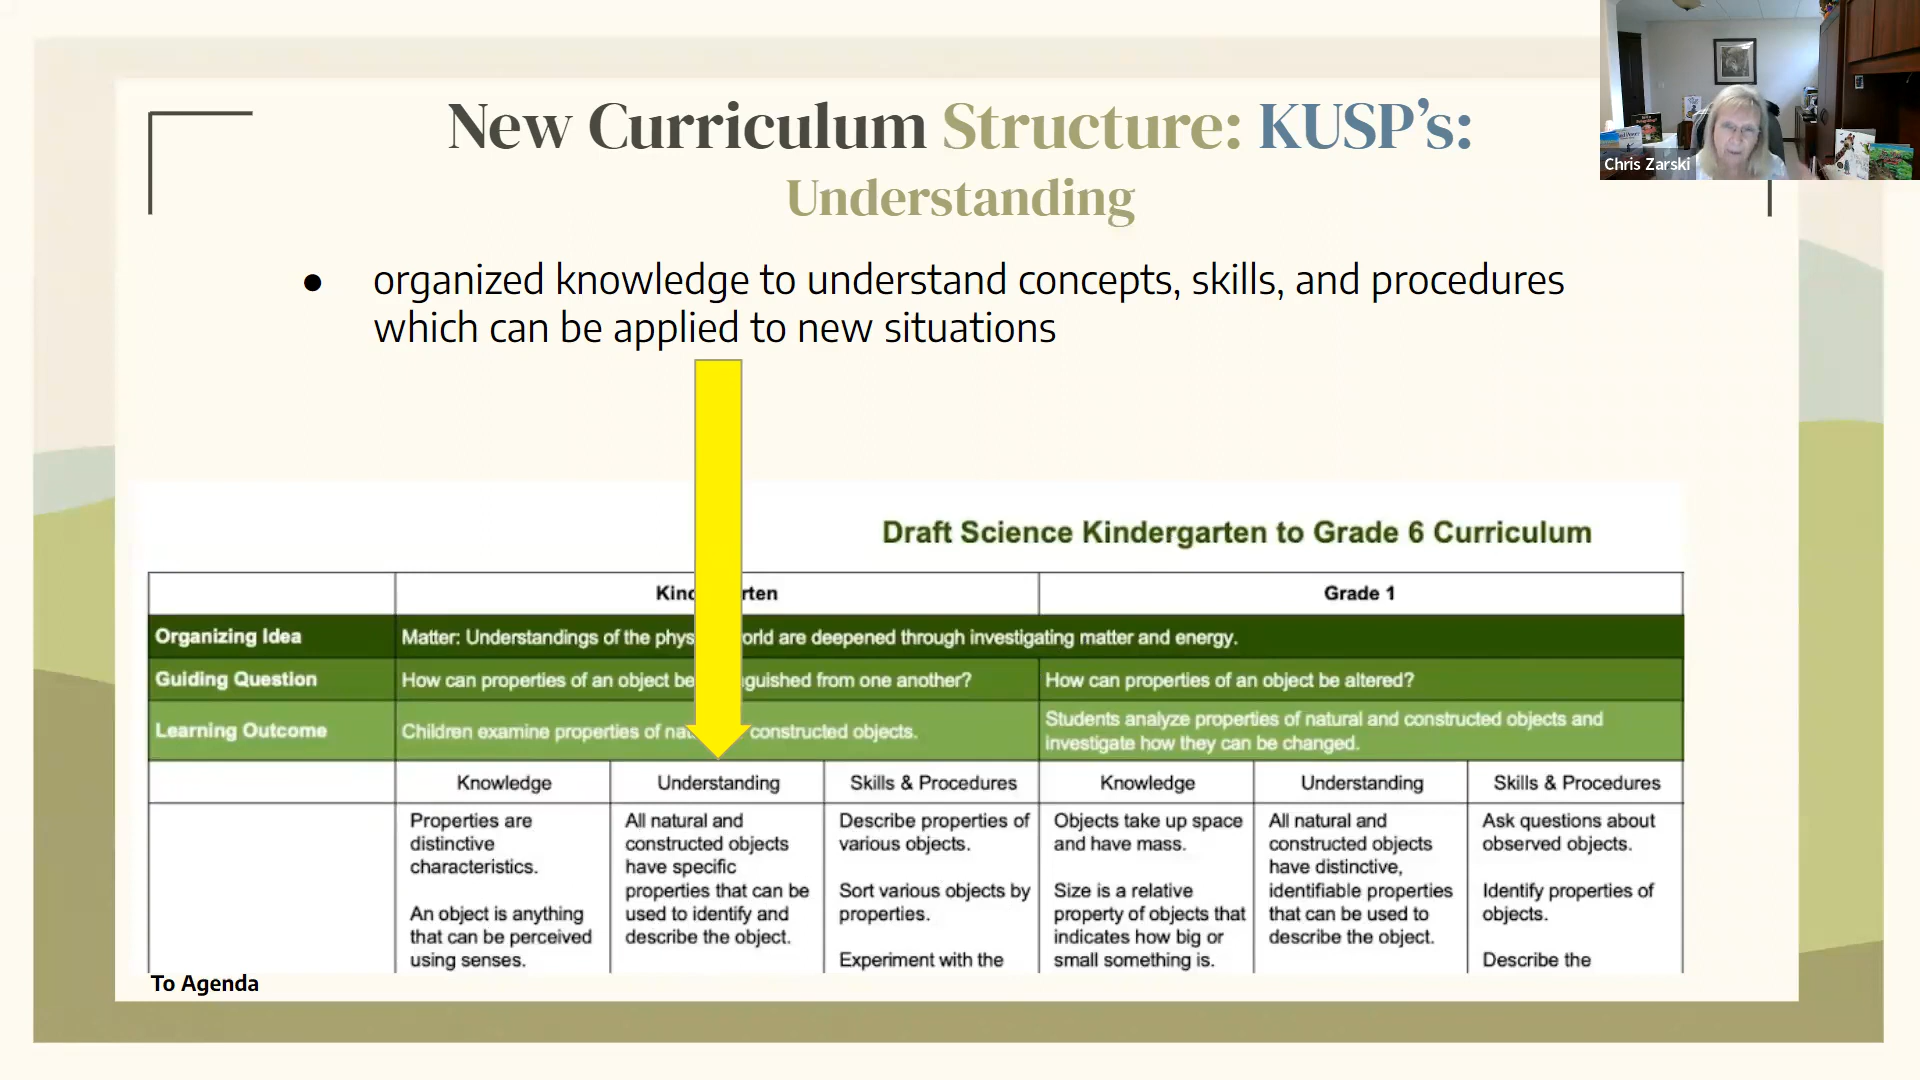 New Curriculum Structure: KUSP's:
Understanding
Chris Zarski
● organized knowledge to understand concepts, skills, and procedures
which can be applied to new situations
Draft Science Kindergarten to Grade 6 Curriculum
Kin rten
Grade 1
Organizing Idea
Matter: Understandings of the phys orld are deepened through investigating matter and energy.
Guiding Question
How can properties of an object be guished from one another?
How can properties of an object be altered?
Learning Outcome
Children examine properties of na constructed objects.
Students analyze properties of natural and constructed objects and
investigate how they can be changed.
Knowledge
Understanding
Skills & Procedures
Knowledge
Understanding
Skills & Procedures
Properties are
distinctive
characteristics.
An object is anything
that can be perceived
using senses.
All natural and
constructed objects
have specific
properties that can be
used to identify and
describe the object.
Describe properties of
various objects.
Sort various objects by
properties.
Experiment with the
Objects take up space
and have mass.
Size is a relative
property of objects that
indicates how big or
small something is.
All natural and
constructed objects
have distinctive,
identifiable properties
that can be used to
describe the object.
Ask questions about
observed objects.
Identify properties of
objects.
Describe the
To Agenda